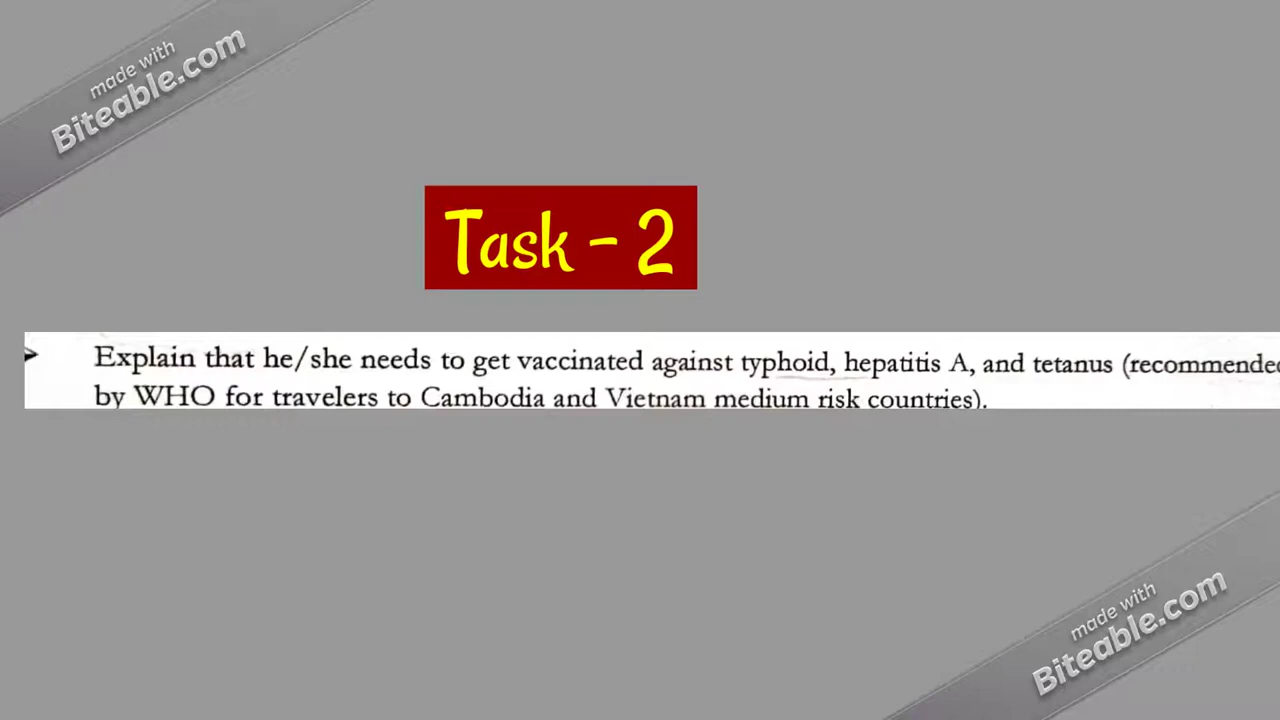 made with
Biteable.com
Task - 2
Explain that he/she needs to get vaccinated against typhoid, hepatitis A, and tetanus (recommended
by WHO for travelers to Cambodia and Vietnam medium risk countries).
made with
Biteable.com